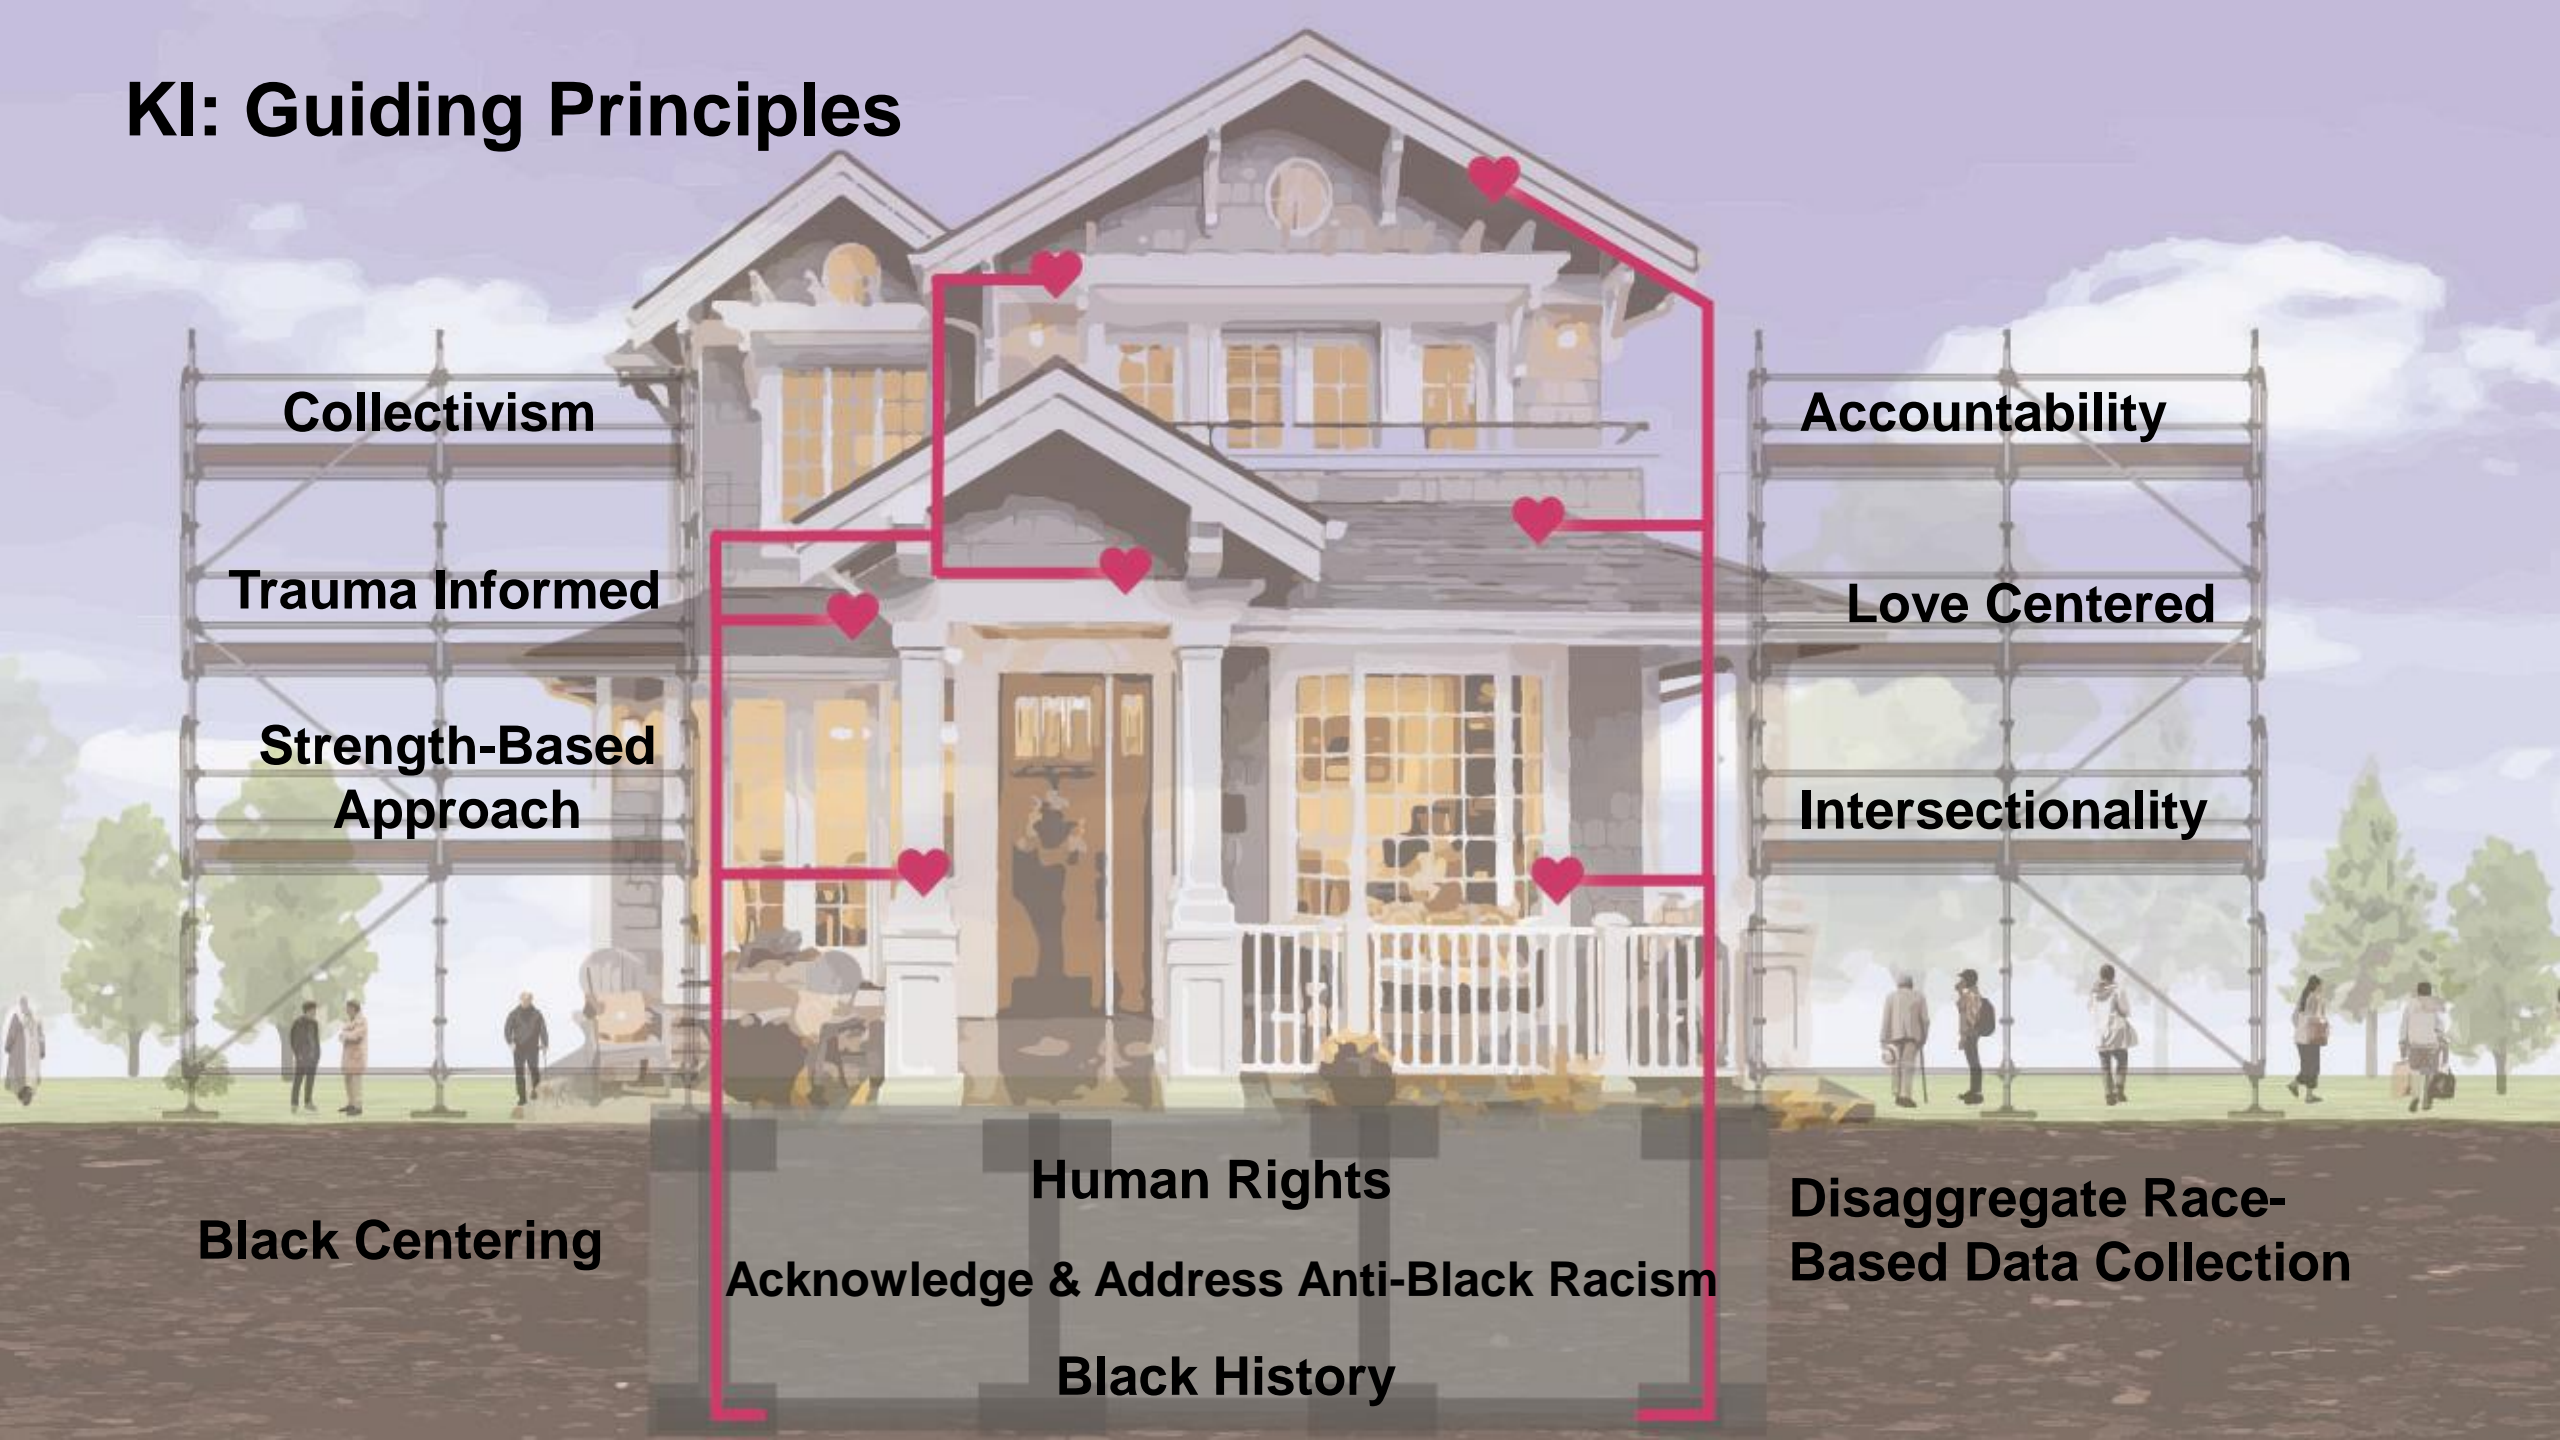 KI: Guiding Principles
Collectivism
Trauma Informed
Strength-Based
Approach
Accountability
Love Centered
Intersectionality
Black Centering
Human Rights
Acknowledge & Address Anti-Black Racism
Black History
Disaggregate Race-
Based Data Collection